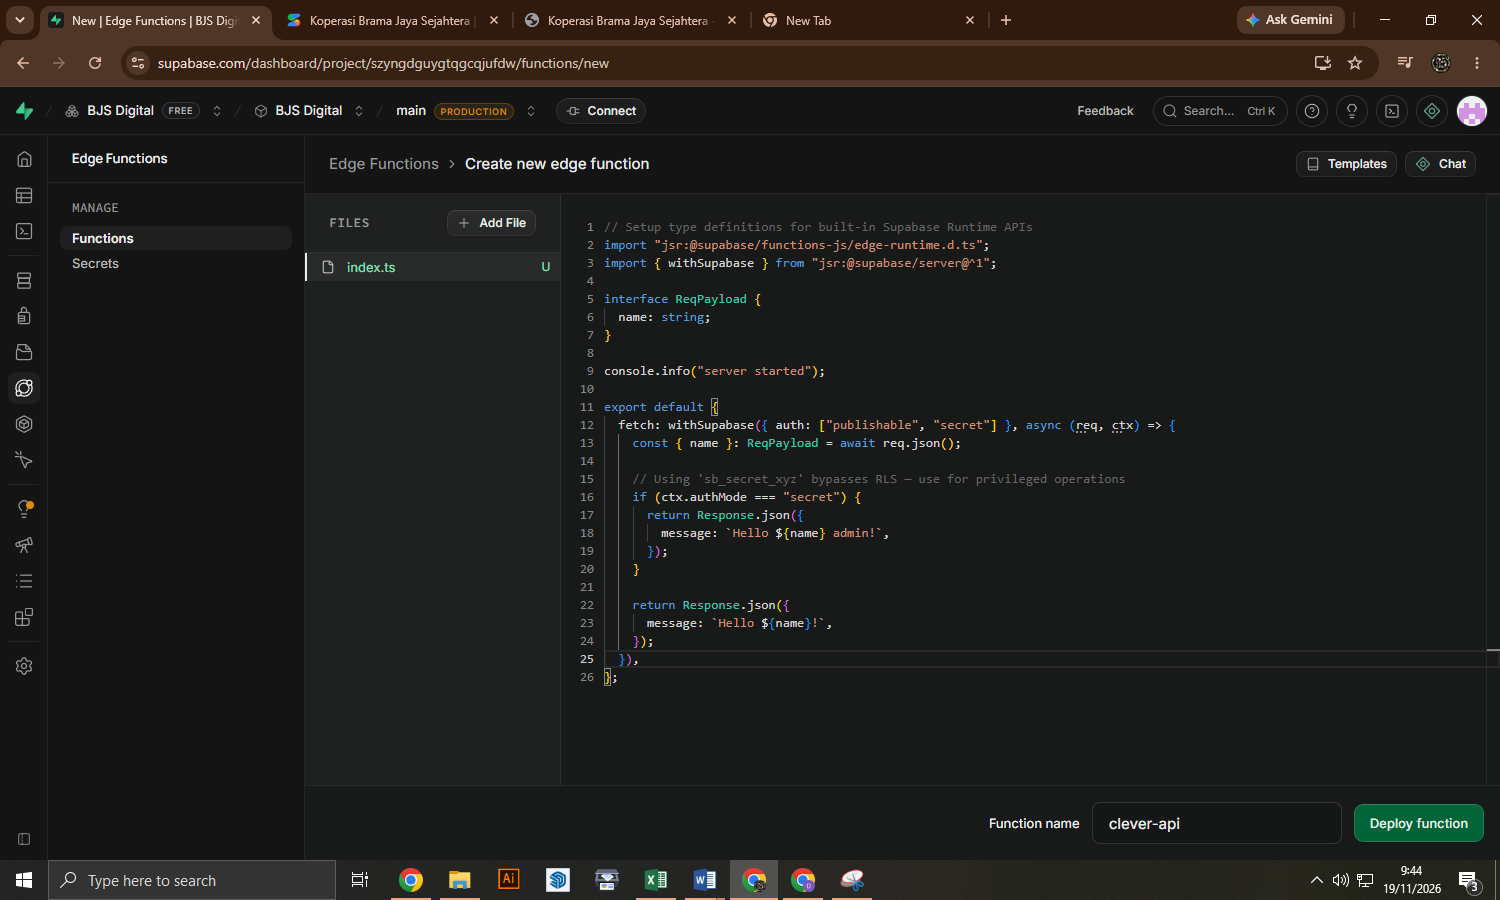 New | Edge Functions | BJS Digi
Koperasi Brama Jaya Sejahtera |
Koperasi Brama Jaya Sejahtera -
New Tab
Ask Gemini
supabase.com/dashboard/project/szyngdguygtqgcqjufdw/functions/new
BJS Digital FREE / BJS Digital / main PRODUCTION Connect
Feedback
Search... Ctrl K
Edge Functions
Edge Functions > Create new edge function
Templates
Chat
MANAGE
Functions
Secrets
FILES
+ Add File
index.ts U
1 // Setup type definitions for built-in Supabase Runtime APIs
2 import "jsr:@supabase/functions-js/edge-runtime.d.ts";
3 import { withSupabase } from "jsr:@supabase/server@^1";
4
5 interface ReqPayload {
6 name: string;
7 }
8
9 console.info("server started");
10
11 export default {
12 fetch: withSupabase({ auth: ["publishable", "secret"] }, async (req, ctx) => {
13 const { name }: ReqPayload = await req.json();
14
15 // Using 'sb_secret_xyz' bypasses RLS — use for privileged operations
16 if (ctx.authMode === "secret") {
17 return Response.json({
18 message: `Hello ${name} admin!`,
19 });
20 }
21
22 return Response.json({
23 message: `Hello ${name}!`,
24 });
25 }),
26 };
Function name
clever-api
Deploy function
Type here to search
Ai
9:44
19/11/2026
3